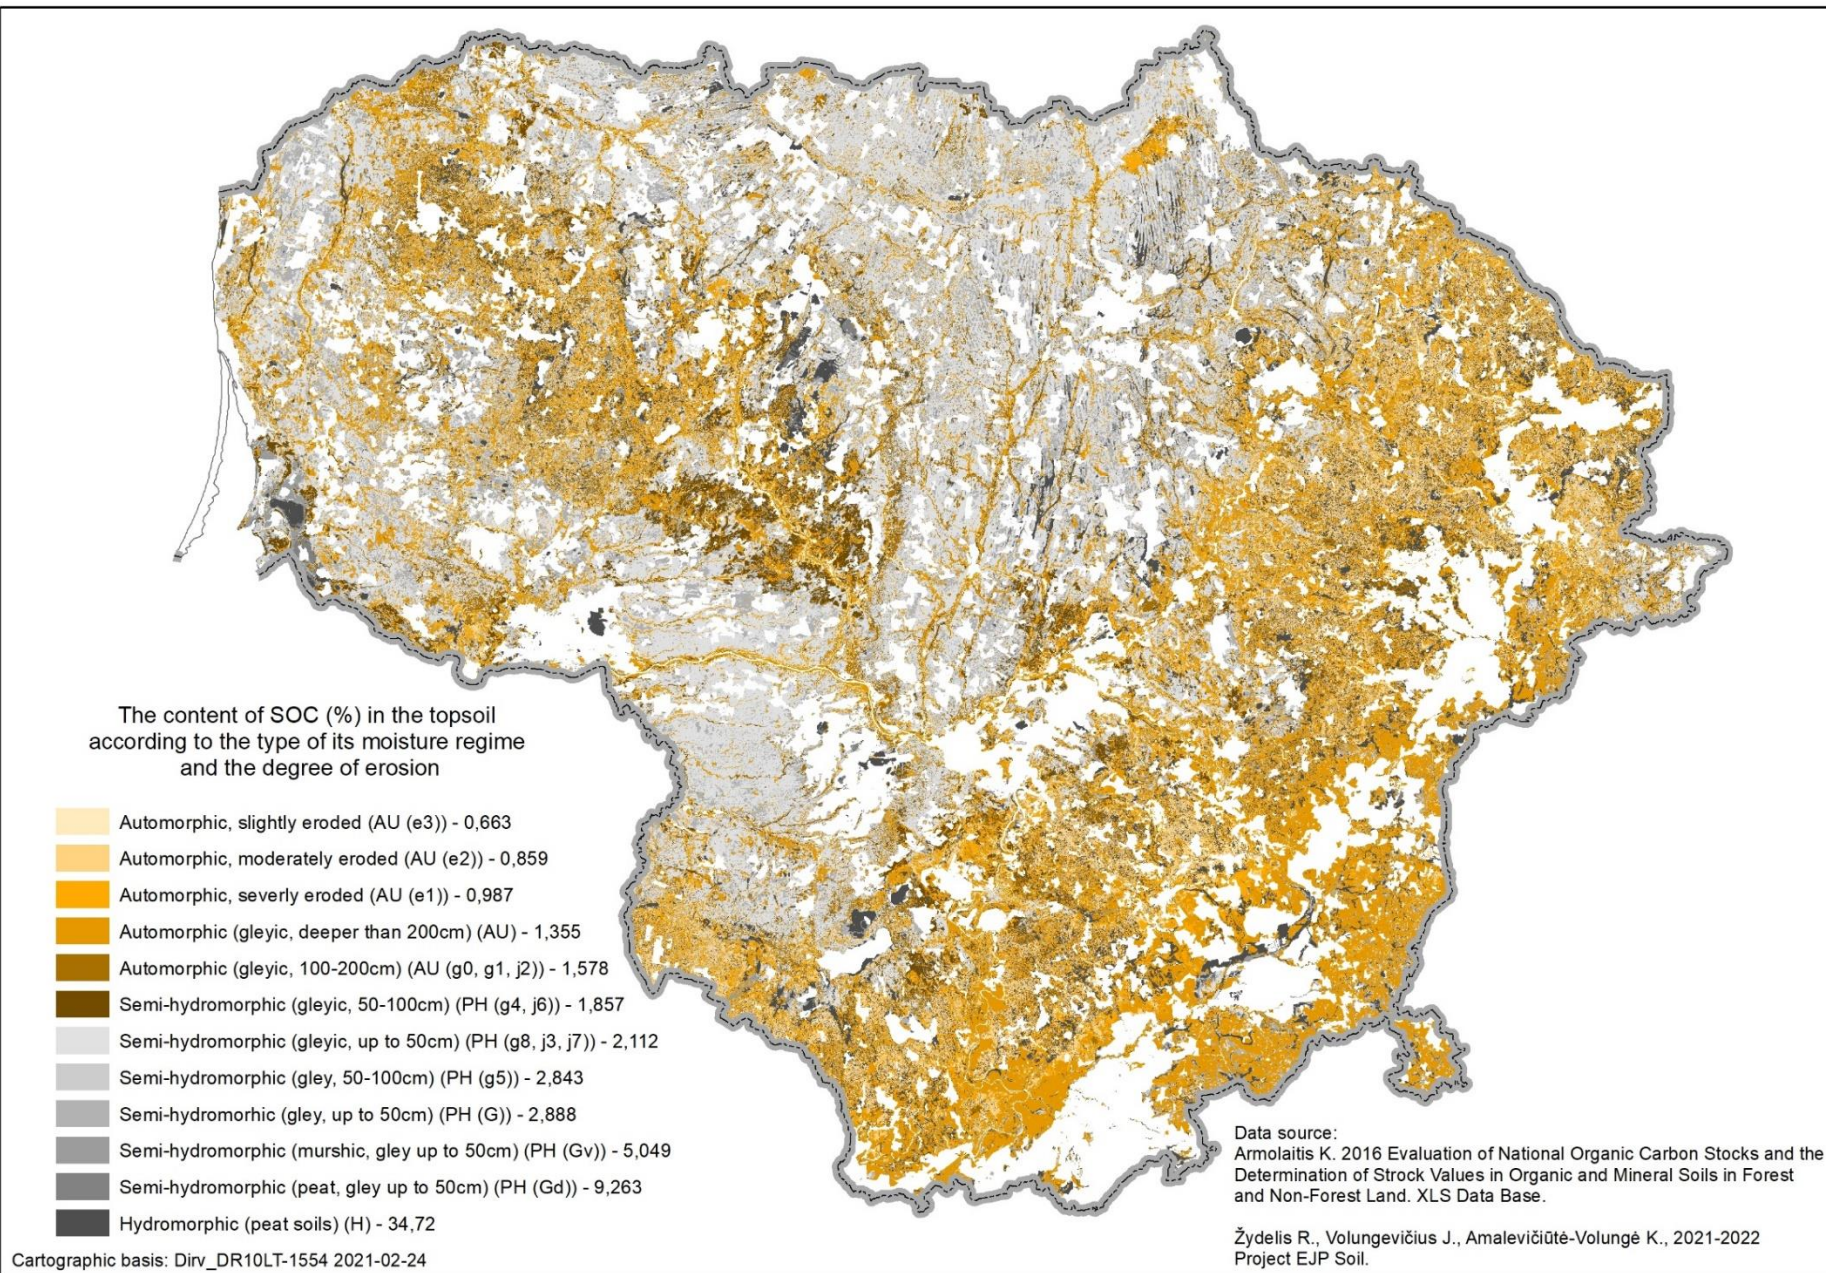 The content of SOC (%) in the topsoil
according to the type of its moisture regime
and the degree of erosion
Automorphic, slightly eroded (AU (e3)) - 0,663
Automorphic, moderately eroded (AU (e2)) - 0,859
Automorphic, severly eroded (AU (e1)) - 0,987
Automorphic (gleyic, deeper than 200cm) (AU) - 1,355
Automorphic (gleyic, 100-200cm) (AU (g0, g1, j2)) - 1,578
Semi-hydromorphic (gleyic, 50-100cm) (PH (g4, j6)) - 1,857
Semi-hydromorphic (gleyic, up to 50cm) (PH (g8, j3, j7)) - 2,112
Semi-hydromorphic (gley, 50-100cm) (PH (g5)) - 2,843
Semi-hydromorhic (gley, up to 50cm) (PH (G)) - 2,888
Semi-hydromorphic (murshic, gley up to 50cm) (PH (Gv)) - 5,049
Semi-hydromorphic (peat, gley up to 50cm) (PH (Gd)) - 9,263
Hydromorphic (peat soils) (H) - 34,72
Cartographic basis: Dirv_DR10LT-1554 2021-02-24
Data source:
Armolaitis K. 2016 Evaluation of National Organic Carbon Stocks and the
Determination of Strock Values in Organic and Mineral Soils in Forest
and Non-Forest Land. XLS Data Base.
Žydelis R., Volungevičius J., Amalevičiūtė-Volungė K., 2021-2022
Project EJP Soil.